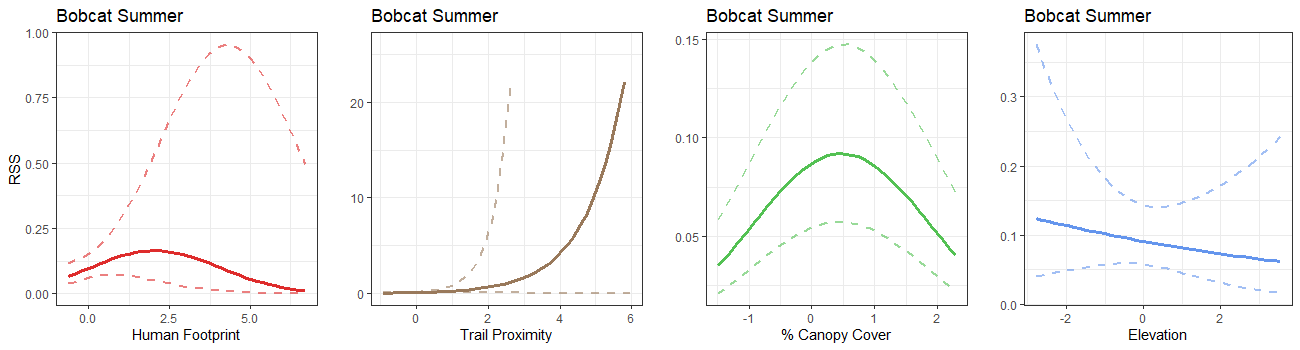 Bobcat Summer
RSS
1.00
0.75
0.50
0.25
0.00
0.0 2.5 5.0
Human Footprint
Bobcat Summer
20
10
0
0 2 4 6
Trail Proximity
Bobcat Summer
0.15
0.10
0.05
-1 0 1 2
% Canopy Cover
Bobcat Summer
0.3
0.2
0.1
0.0
-2 0 2
Elevation